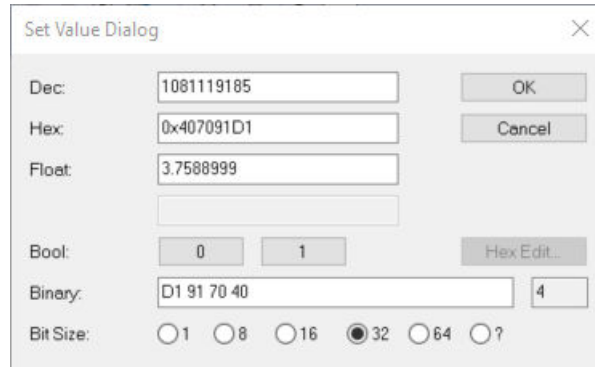 Set Value Dialog
Dec: 1081119185 OK
Hex: 0x407091D1 Cancel
Float: 3.7588999
Bool: 0 1 Hex Edit...
Binary: D1 91 70 40 4
Bit Size: 1 8 16 32 64 ?